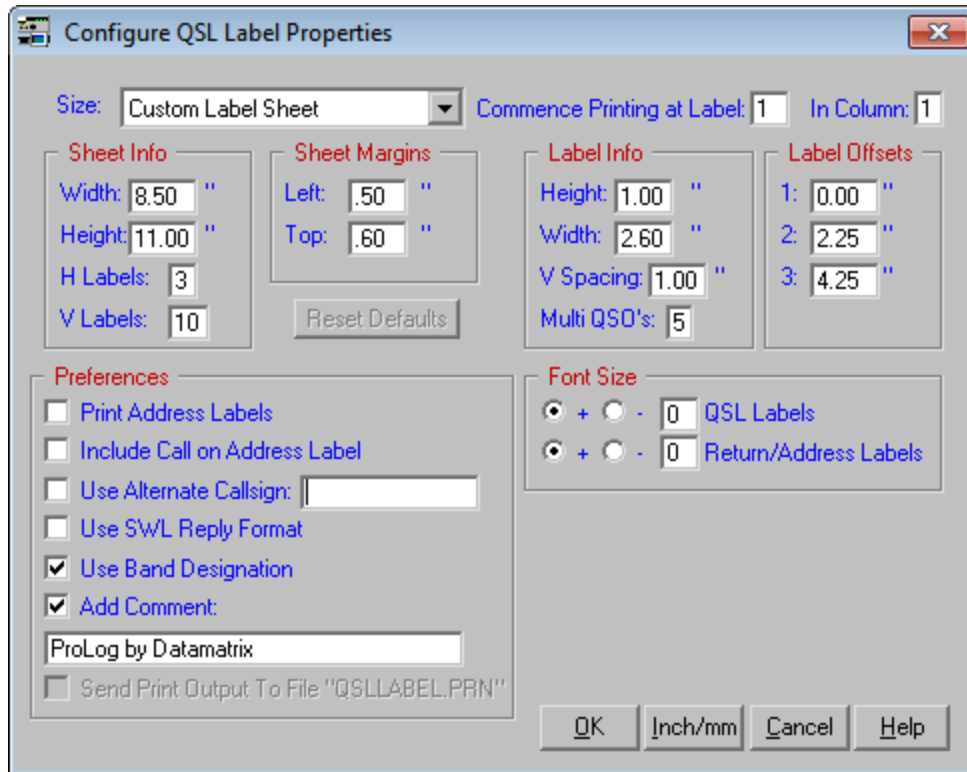 Configure QSL Label Properties
Size: Custom Label Sheet Commence Printing at Label: 1 In Column: 1
Sheet Info
Width: 8.50 "
Height: 11.00 "
H Labels: 3
V Labels: 10
Sheet Margins
Left: .50 "
Top: .60 "
Reset Defaults
Label Info
Height: 1.00 "
Width: 2.60 "
V Spacing: 1.00 "
Multi QSO's: 5
Label Offsets
1: 0.00 "
2: 2.25 "
3: 4.25 "
Preferences
Print Address Labels
Include Call on Address Label
Use Alternate Callsign:
Use SWL Reply Format
Use Band Designation
Add Comment:
ProLog by Datamatrix
Send Print Output To File "QSLLABEL.PRN"
Font Size
+ - 0 QSL Labels
+ - 0 Return/Address Labels
OK Inch/mm Cancel Help